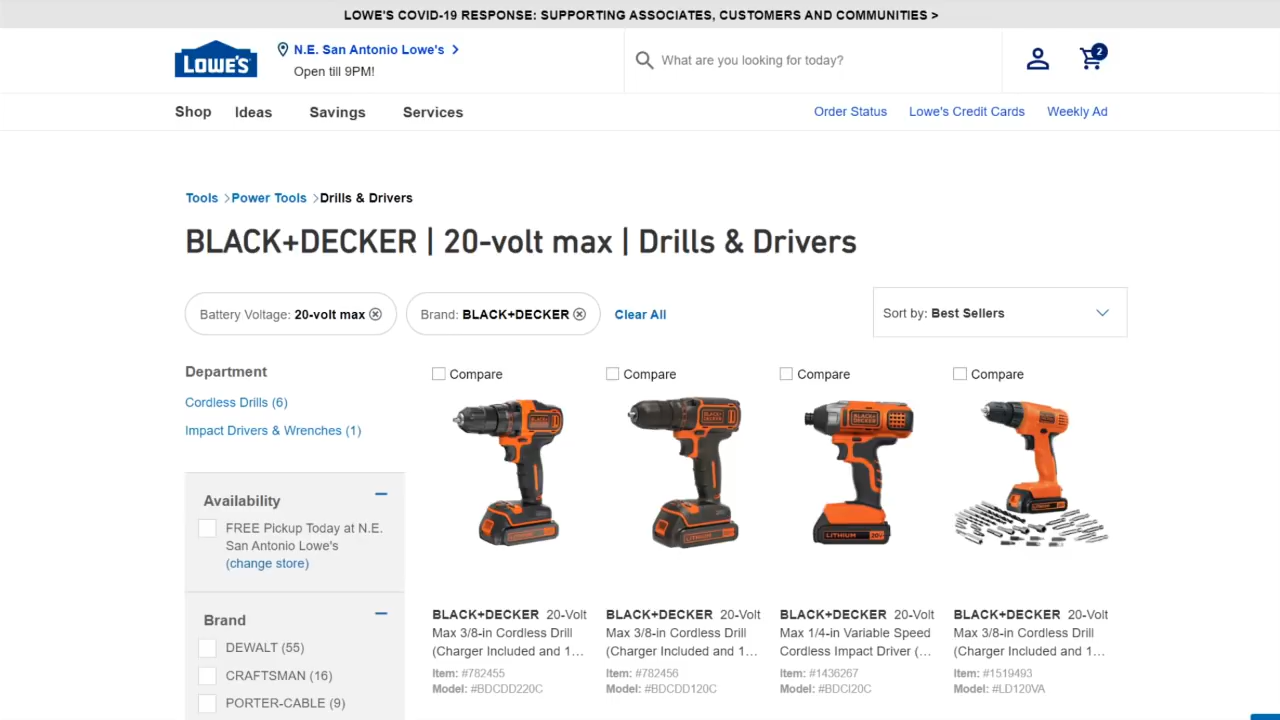 LOWE'S COVID-19 RESPONSE: SUPPORTING ASSOCIATES, CUSTOMERS AND COMMUNITIES >
LOWE'S
N.E. San Antonio Lowe's
Open till 9PM!
What are you looking for today?
2
Shop
Ideas
Savings
Services
Order Status
Lowe's Credit Cards
Weekly Ad
Tools >Power Tools >Drills & Drivers
BLACK+DECKER | 20-volt max | Drills & Drivers
Battery Voltage: 20-volt max
Brand: BLACK+DECKER
Clear All
Sort by: Best Sellers
Department
Cordless Drills (6)
Impact Drivers & Wrenches (1)
Availability
FREE Pickup Today at N.E.
San Antonio Lowe's
(change store)
Brand
DEWALT (55)
CRAFTSMAN (16)
PORTER-CABLE (9)
Compare
BLACK+DECKER 20-Volt
Max 3/8-in Cordless Drill
(Charger Included and 1...
Item: #782455
Model: #BDCDD220C
Compare
BLACK+DECKER 20-Volt
Max 3/8-in Cordless Drill
(Charger Included and 1...
Item: #782456
Model: #BDCDD120C
Compare
BLACK+
DECKER
LITHIUM 20V
BLACK+DECKER 20-Volt
Max 1/4-in Variable Speed
Cordless Impact Driver (...
Item: #1436267
Model: #BDCI20C
Compare
BLACK+DECKER 20-Volt
Max 3/8-in Cordless Drill
(Charger Included and 1...
Item: #1519493
Model: #LD120VA